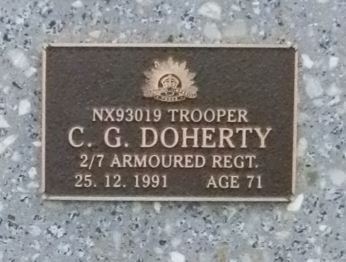 NX93019 TROOPER
C. G. DOHERTY
2/7 ARMOURED REGT.
25. 12. 1991 AGE 71